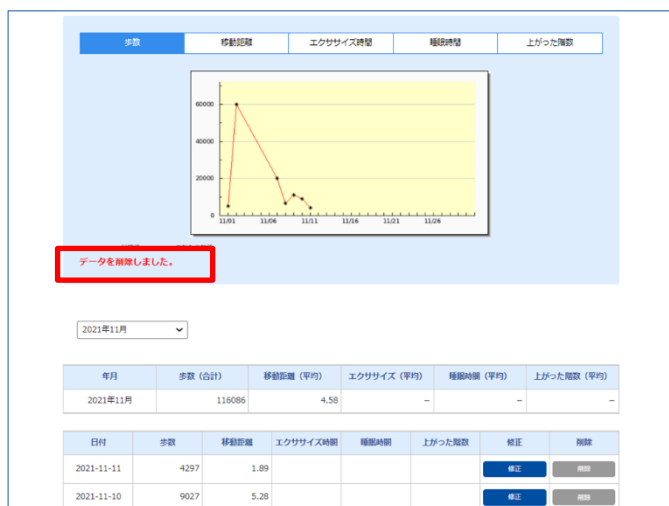 歩数 移動距離 エクササイズ時間 睡眠時間 上がった階数
60000
40000
20000
0
11/01 11/06 11/11 11/16 11/21 11/26
データを削除しました。
2021年11月
年月 歩数（合計） 移動距離（平均） エクササイズ（平均） 睡眠時間（平均） 上がった階数（平均）
2021年11月 116086 4.58 – – –
日付 歩数 移動距離 エクササイズ時間 睡眠時間 上がった階数 修正 削除
2021-11-11 4297 1.89 修正 削除
2021-11-10 9027 5.28 修正 削除